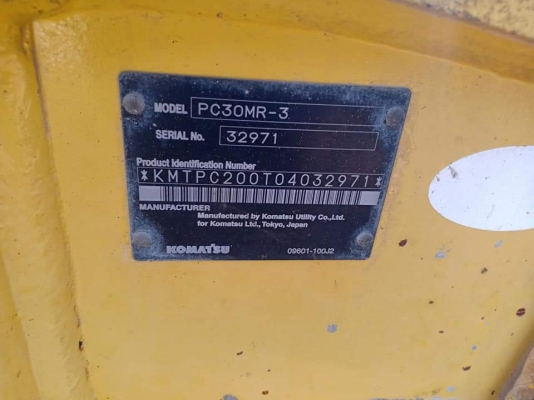 MODEL PC30MR-3
SERIAL No. 32971
Product Identification Number
*KMTPC200T04032971*
MANUFACTURER
Manufactured by Komatsu Utility Co.,Ltd.
for Komatsu Ltd., Tokyo, Japan
KOMATSU 09601-100J2